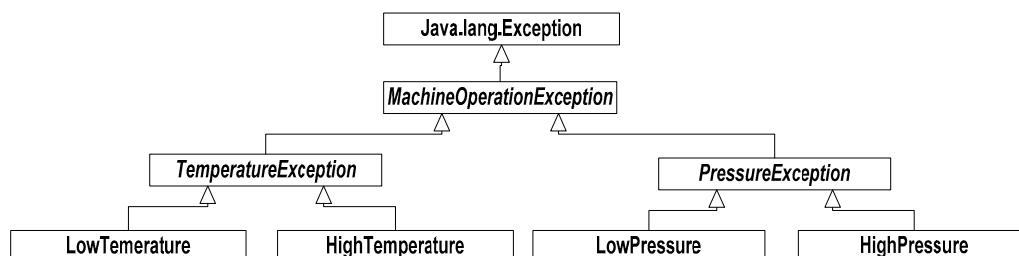 Java.lang.Exception
MachineOperationException
TemperatureException
PressureException
LowTemerature
HighTemperature
LowPressure
HighPressure